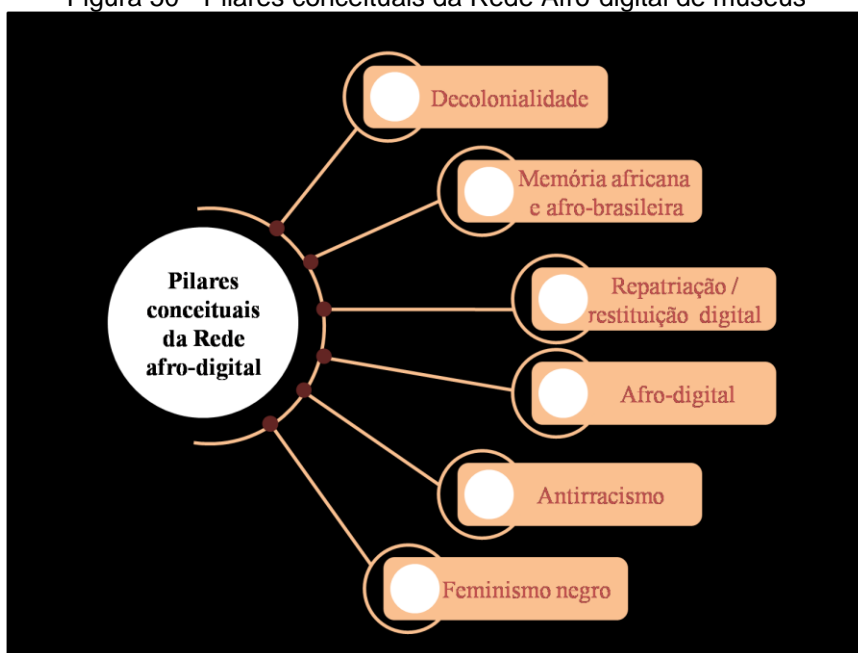 Figura 30 - Pilares conceituais da Rede Afro-digital de museus
Pilares
conceituais
da Rede
afro-digital
Decolonialidade
Memória africana
e afro-brasileira
Repatriação /
restituição digital
Afro-digital
Antirracismo
Feminismo negro